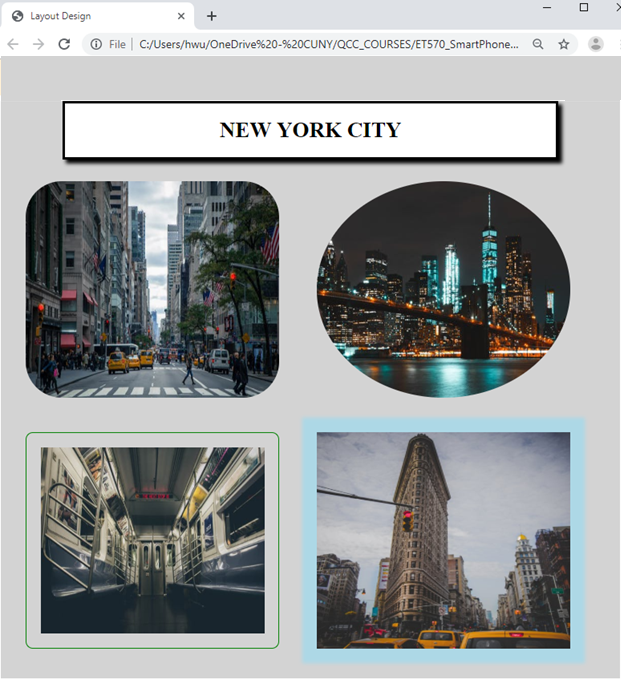 Layout Design
File
C:/Users/hwu/OneDrive%20-%20CUNY/QCC_COURSES/ET570_SmartPhone...
NEW YORK CITY